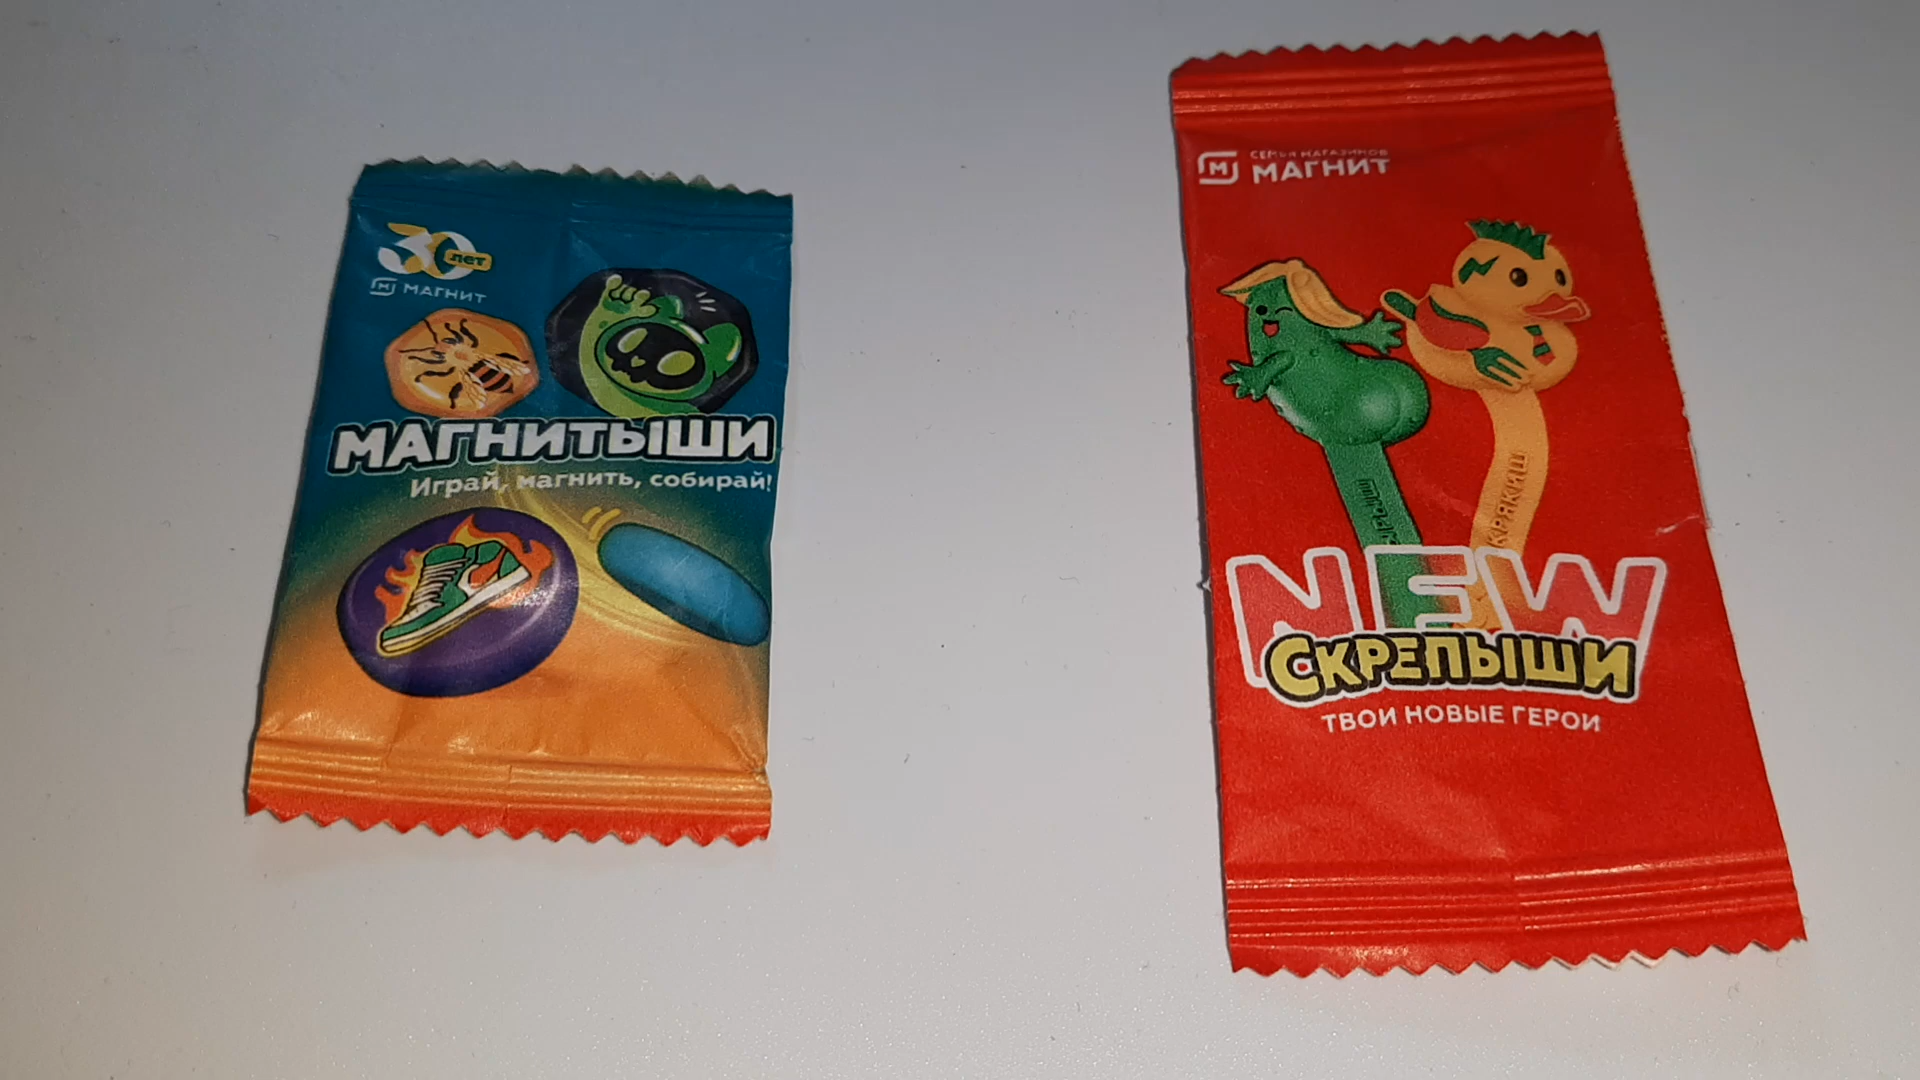 30 лет
М МАГНИТ
МАГНИТЫШИ
Играй, магнить, собирай!
М СЕМЬЯ МАГАЗИНОВ
МАГНИТ
КРЯКИШ
NEW
СКРЕПЫШИ
ТВОИ НОВЫЕ ГЕРОИ